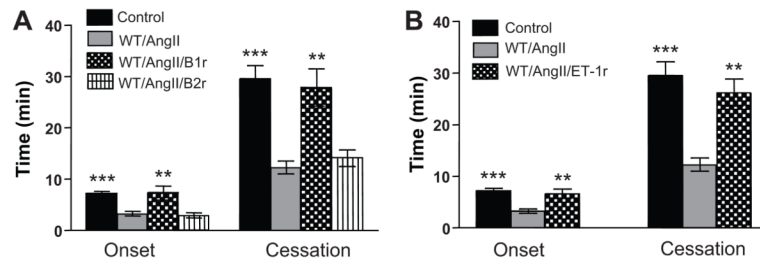 A
Control
WT/AngII
WT/AngII/B1r
WT/AngII/B2r
Time (min)
40
30
20
10
0
***
**
***
**
Onset
Cessation
B
Control
WT/AngII
WT/AngII/ET-1r
Time (min)
40
30
20
10
0
***
**
***
**
Onset
Cessation